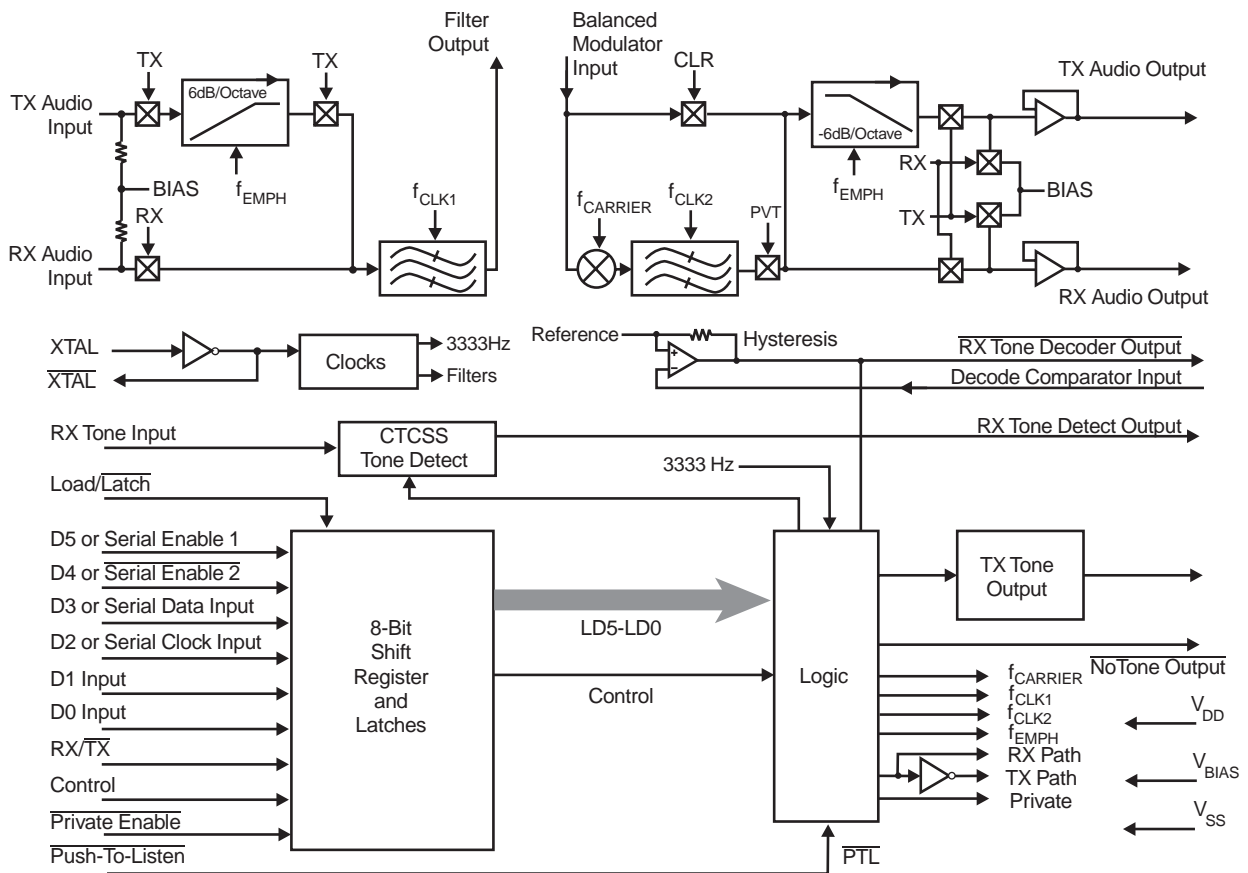 Filter
Output
Balanced
Modulator
Input
TX
TX
CLR
TX Audio
Input
6dB/Octave
-6dB/Octave
TX Audio Output
RX
TX
BIAS
BIAS
fEMPH
fEMPH
RX
fCLK1
fCARRIER
fCLK2
PVT
RX Audio
Input
RX Audio Output
XTAL
XTAL
Clocks
3333Hz
Filters
Reference
Hysteresis
+
−
RX Tone Decoder Output
Decode Comparator Input
RX Tone Input
CTCSS
Tone Detect
RX Tone Detect Output
3333 Hz
Load/Latch
D5 or Serial Enable 1
D4 or Serial Enable 2
D3 or Serial Data Input
D2 or Serial Clock Input
D1 Input
D0 Input
RX/TX
Control
Private Enable
Push-To-Listen
8-Bit
Shift
Register
and
Latches
LD5-LD0
Control
Logic
PTL
TX Tone
Output
NoTone Output
fCARRIER
fCLK1
fCLK2
fEMPH
RX Path
TX Path
Private
VDD
VBIAS
VSS